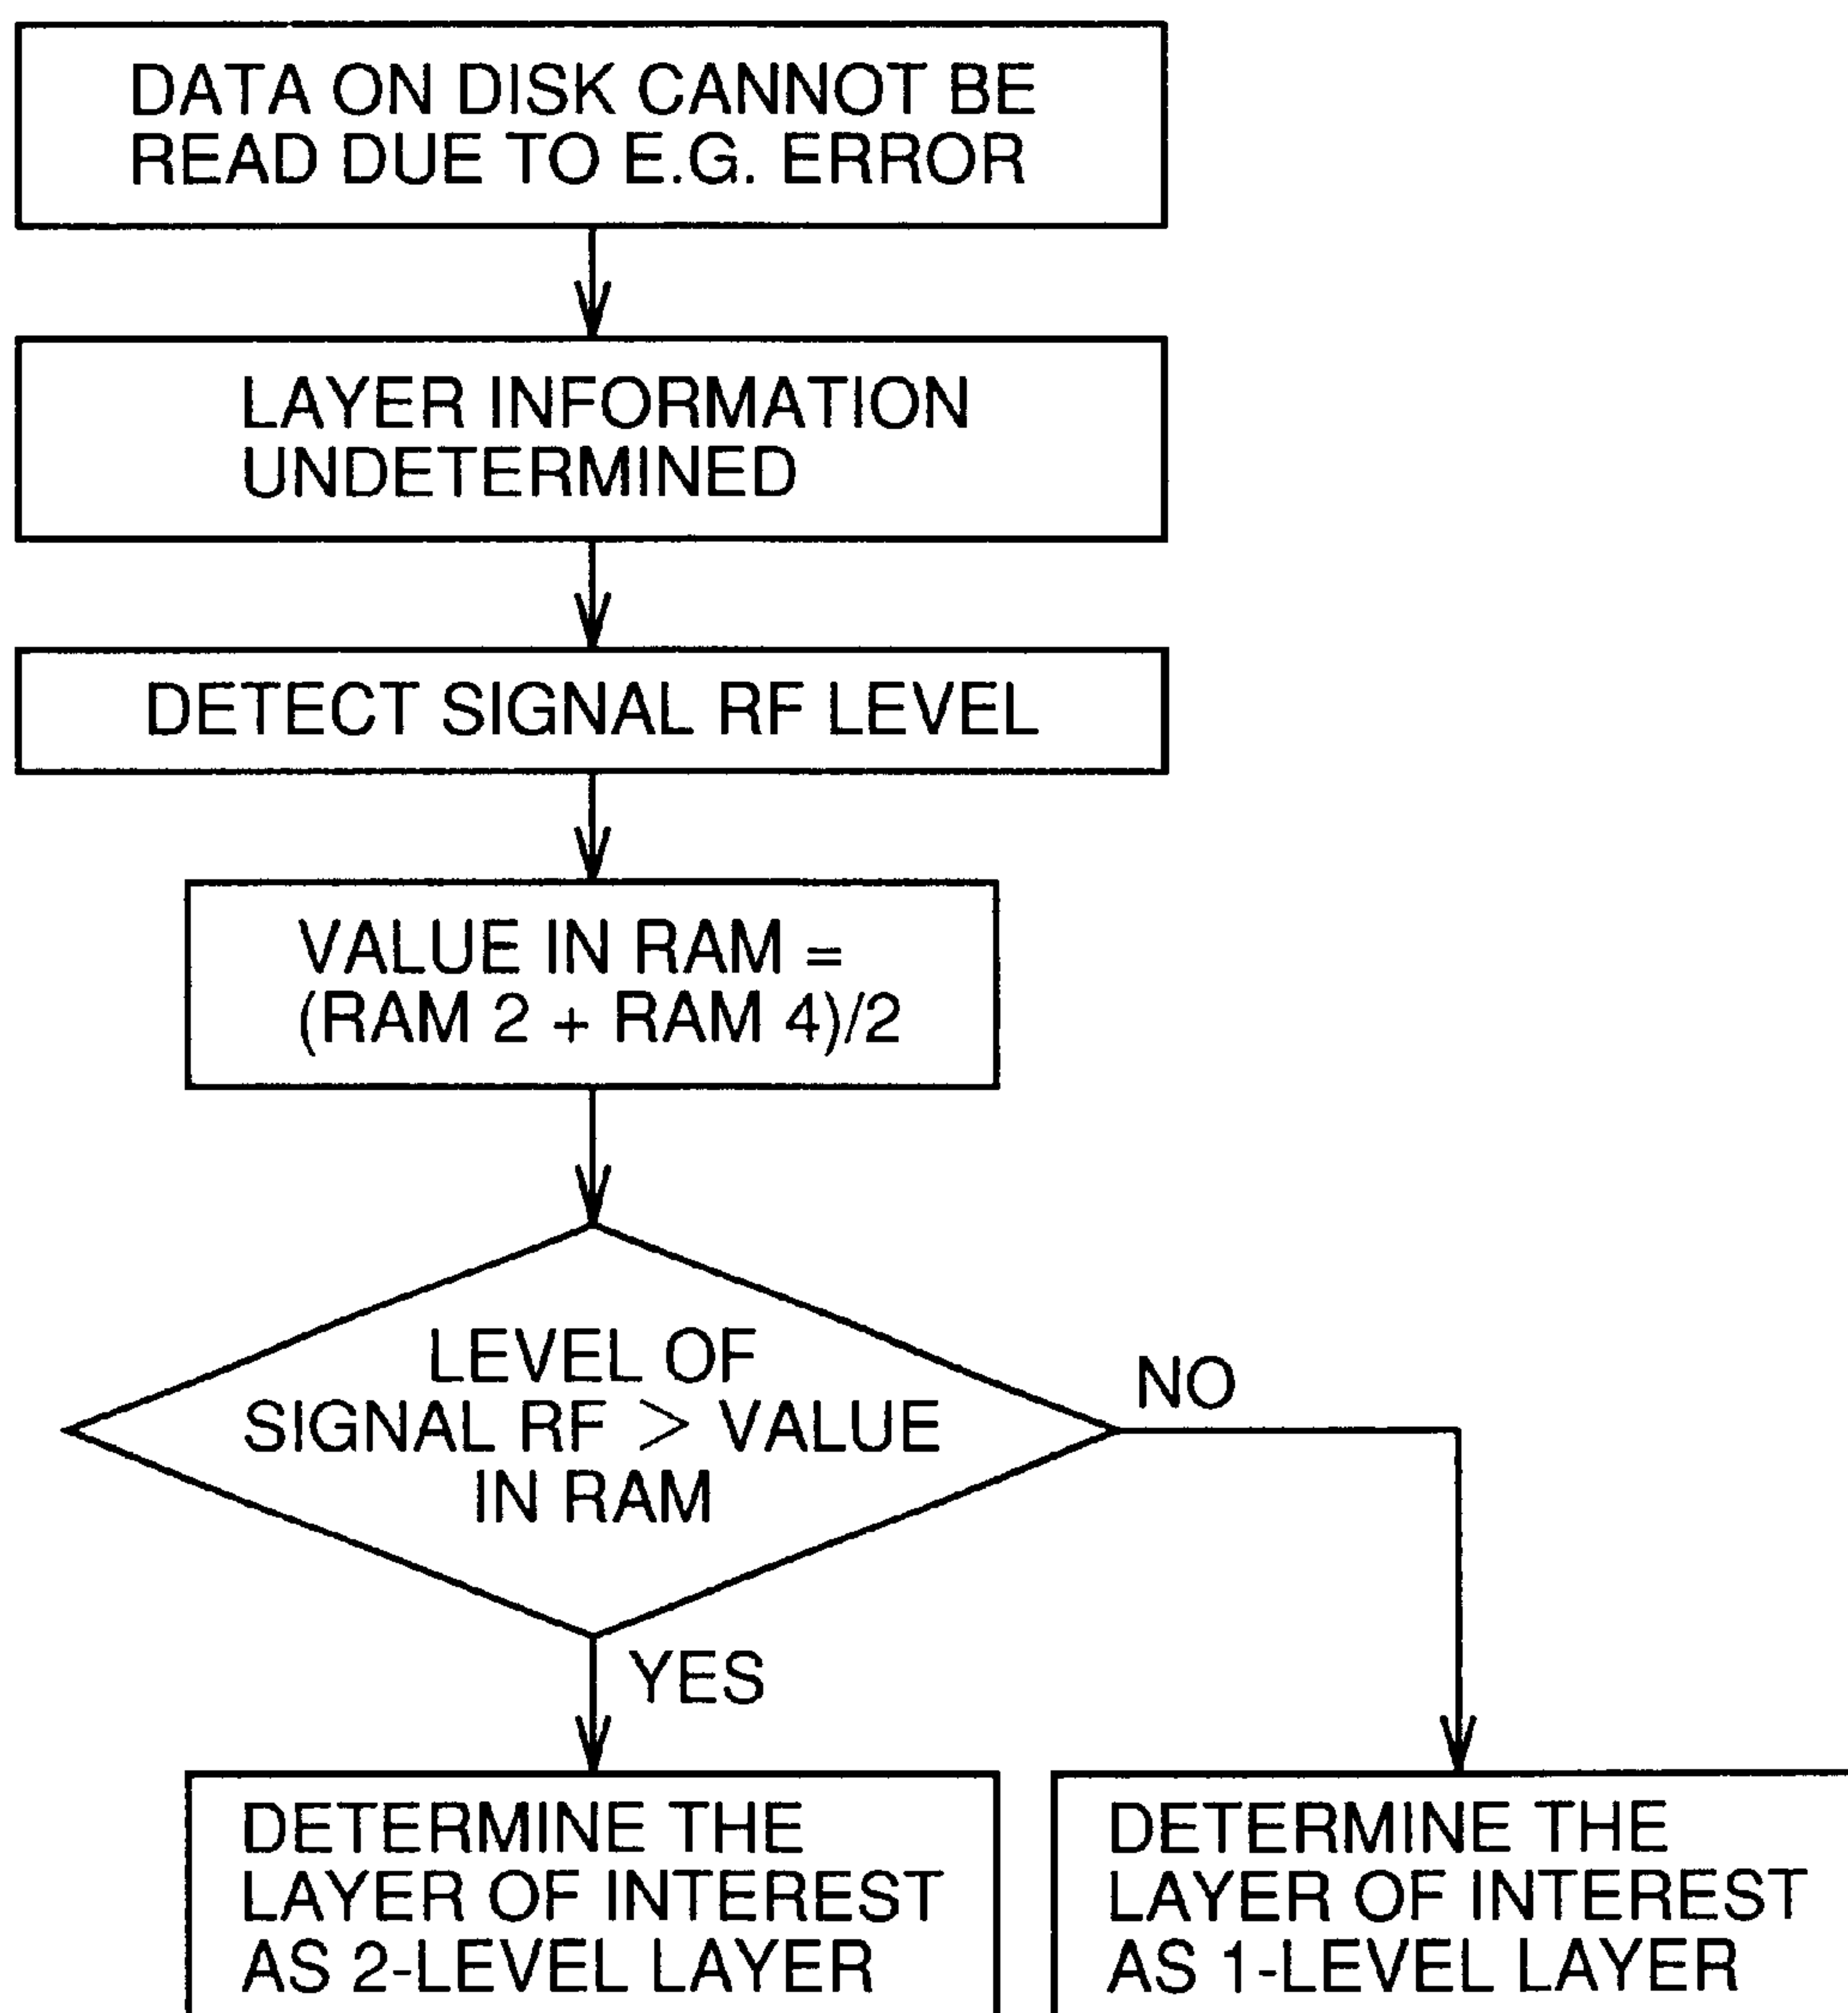 DATA ON DISK CANNOT BE
READ DUE TO E.G. ERROR
LAYER INFORMATION
UNDETERMINED
DETECT SIGNAL RF LEVEL
VALUE IN RAM =
(RAM 2 + RAM 4)/2
LEVEL OF
SIGNAL RF > VALUE
IN RAM
NO
YES
DETERMINE THE
LAYER OF INTEREST
AS 2-LEVEL LAYER
DETERMINE THE
LAYER OF INTEREST
AS 1-LEVEL LAYER